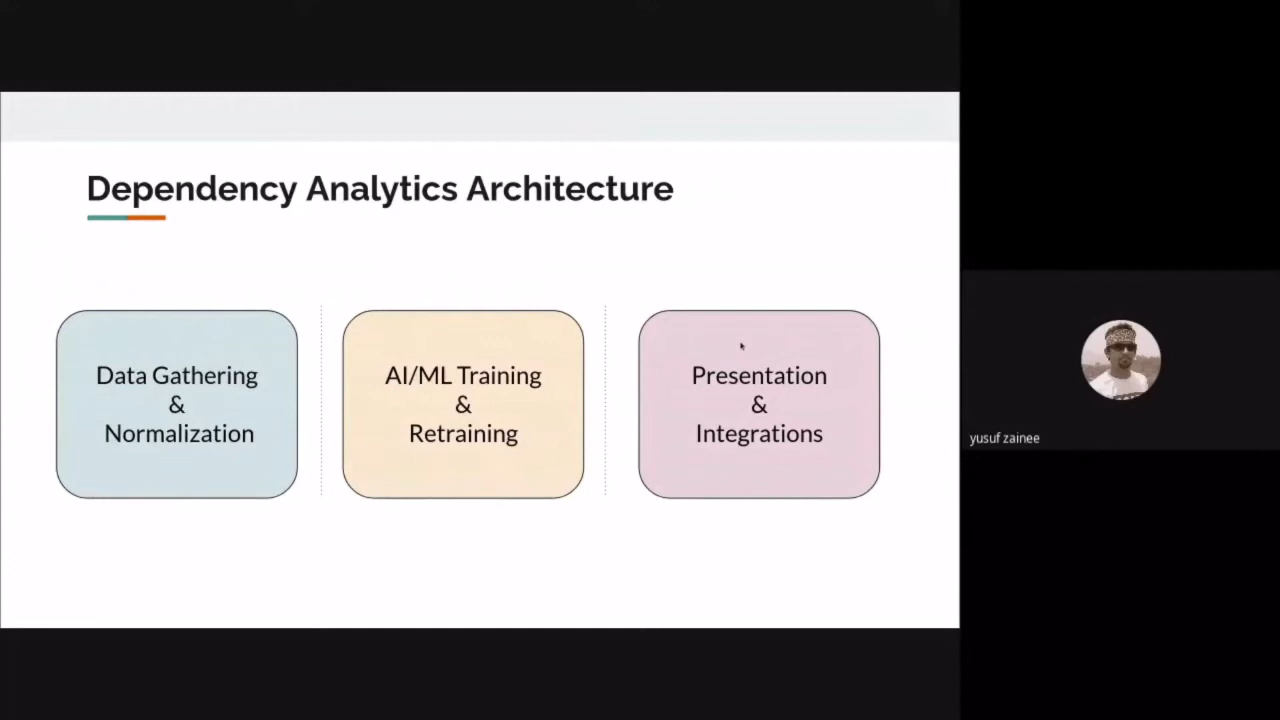 Dependency Analytics Architecture
Data Gathering
&
Normalization
AI/ML Training
&
Retraining
Presentation
&
Integrations
yusuf zainee